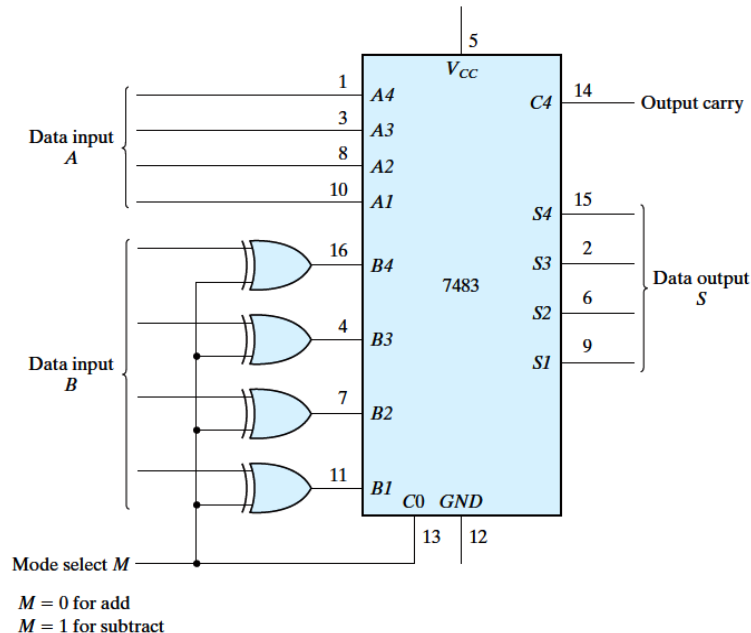 5
V_CC
1
A4
14
C4
Output carry
3
A3
Data input
A
8
A2
10
A1
15
S4
16
B4
2
S3
7483
Data output
S
6
S2
4
B3
9
S1
Data input
B
7
B2
11
B1
C0 GND
13 12
Mode select M
M = 0 for add
M = 1 for subtract